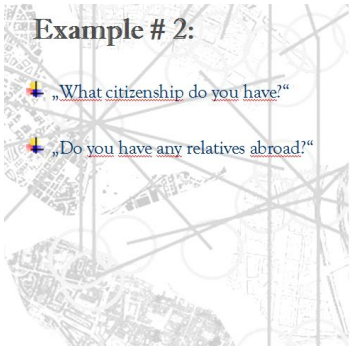 Example # 2:
„What citizenship do you have?“
„Do you have any relatives abroad?“